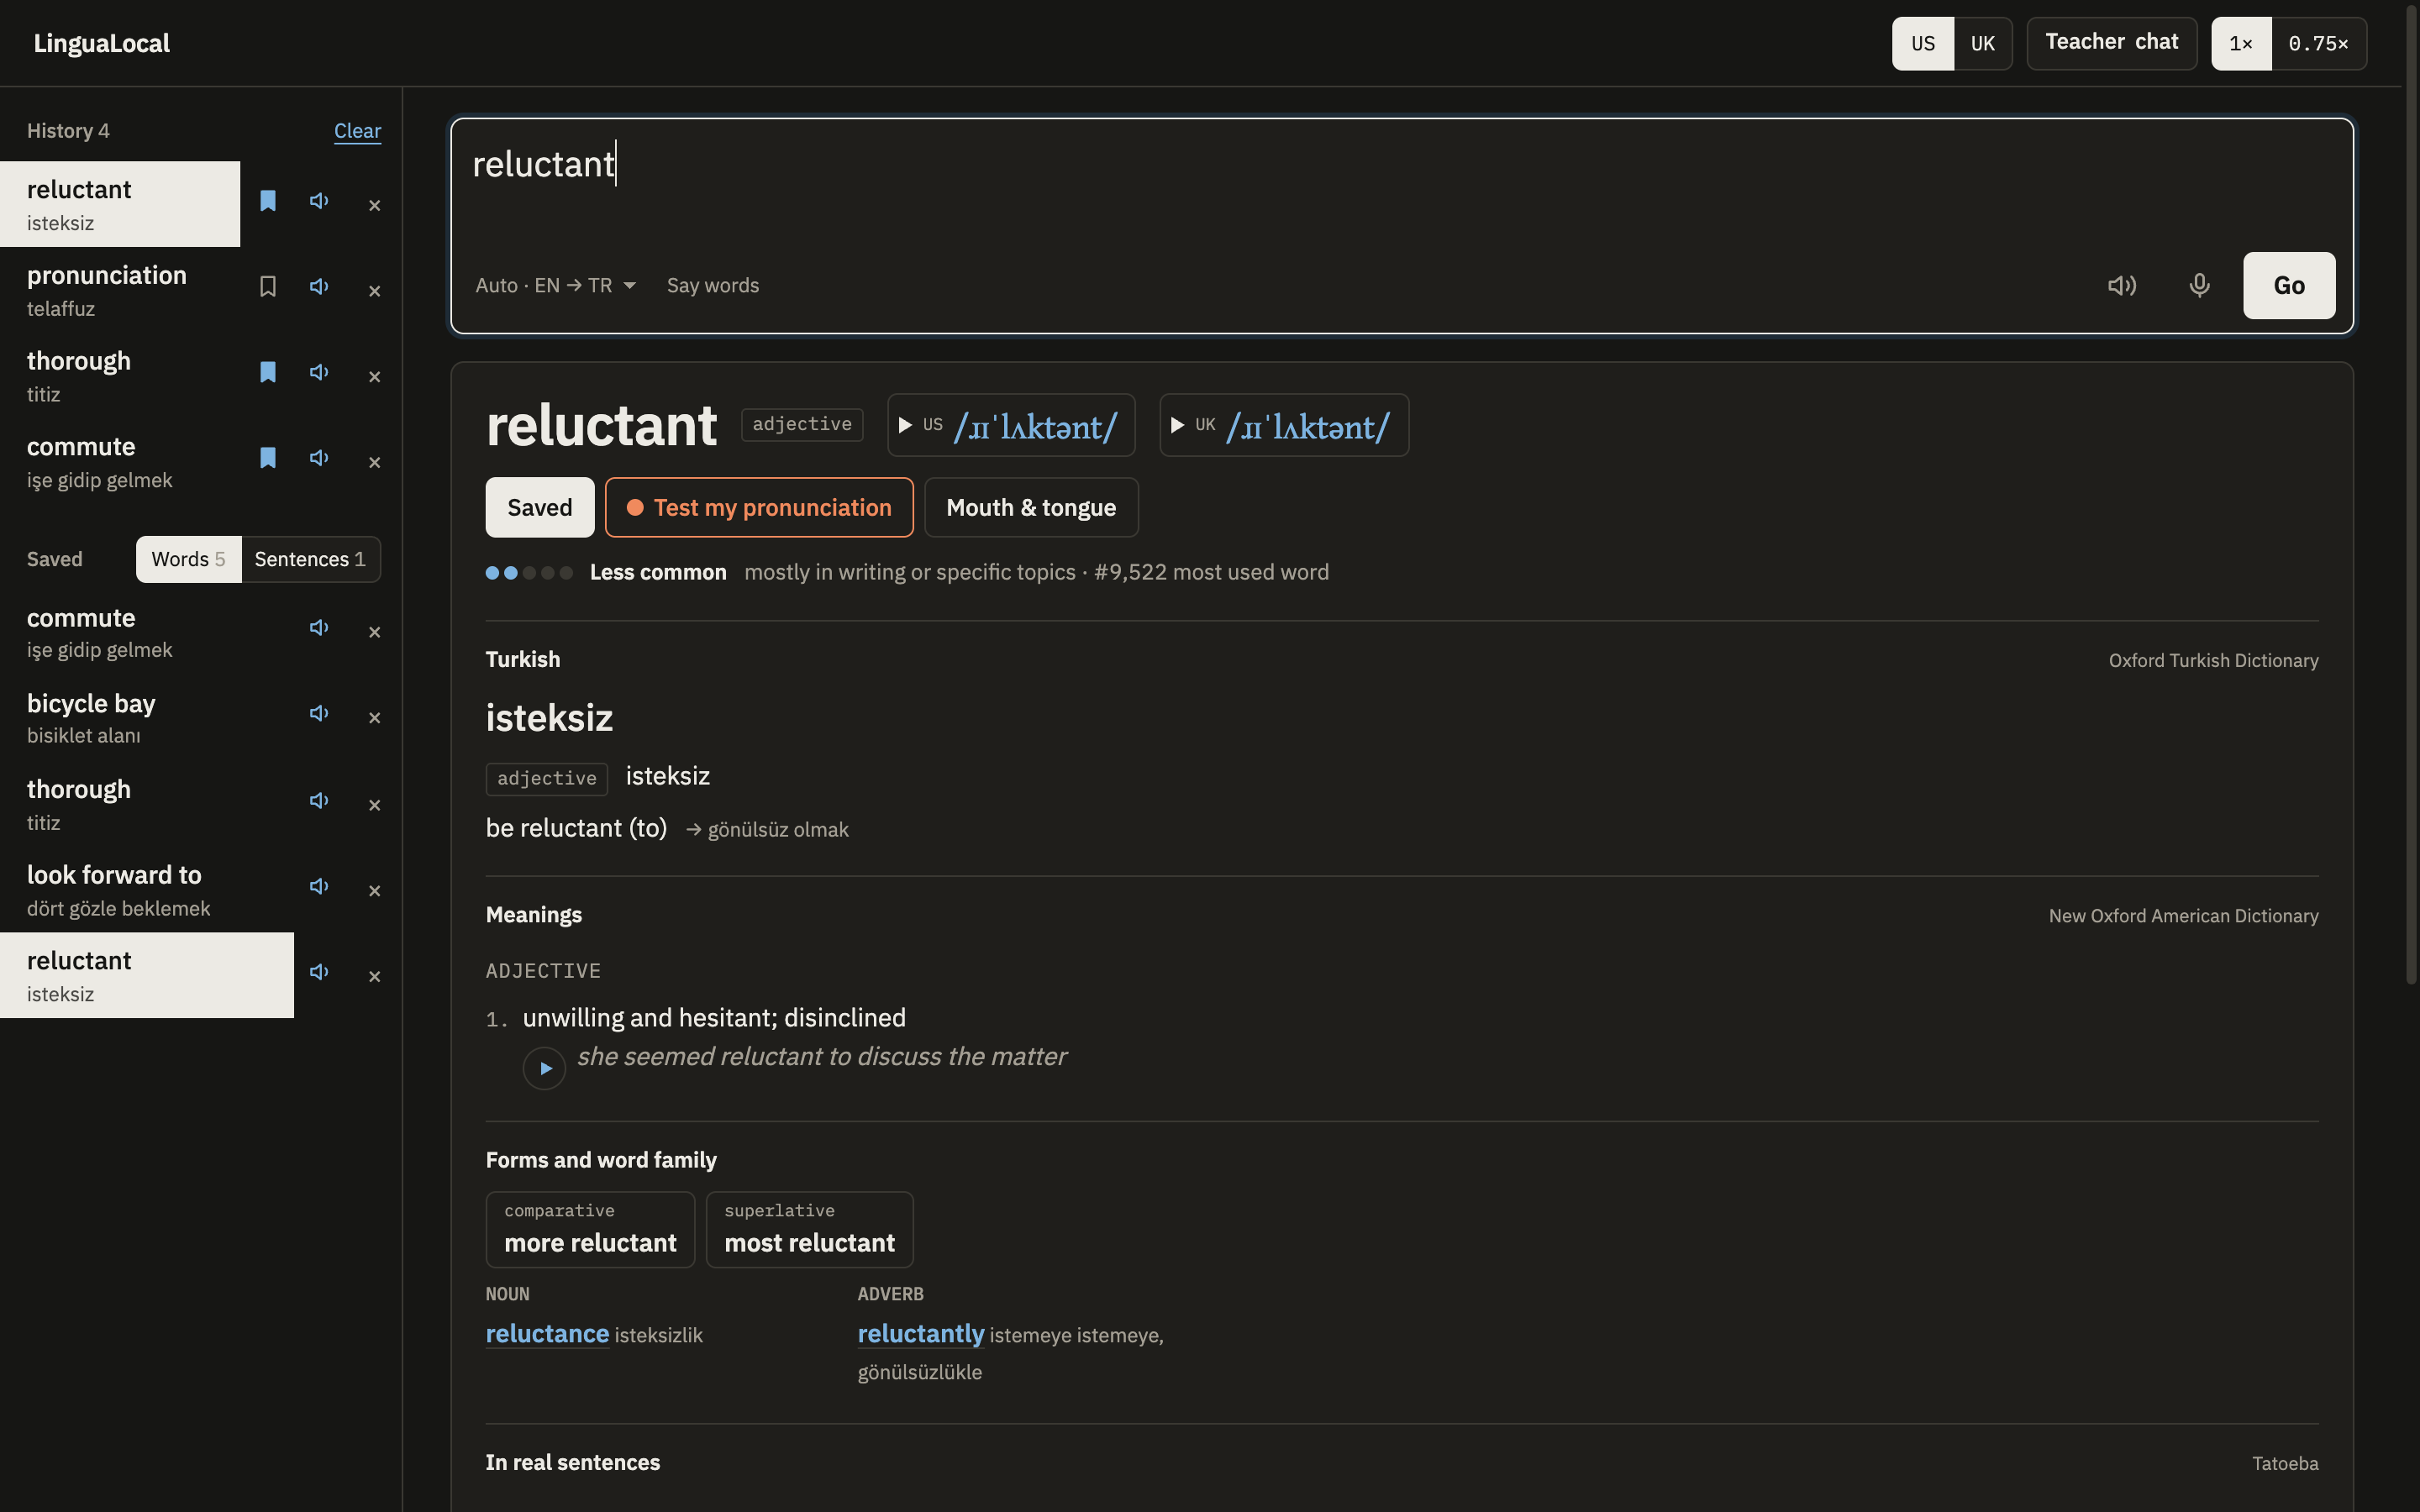 LinguaLocal
US UK Teacher chat 1× 0.75×
History 4 Clear
reluctant
isteksiz
×
pronunciation
telaffuz
×
thorough
titiz
×
commute
işe gidip gelmek
×
Saved Words 5 Sentences 1
commute
işe gidip gelmek
×
bicycle bay
bisiklet alanı
×
thorough
titiz
×
look forward to
dört gözle beklemek
×
reluctant
isteksiz
×
reluctant
Auto · EN → TR Say words Go
reluctant adjective US /ɹɪˈlʌktənt/ UK /ɹɪˈlʌktənt/
Saved Test my pronunciation Mouth & tongue
Less common mostly in writing or specific topics · #9,522 most used word
Turkish Oxford Turkish Dictionary
isteksiz
adjective isteksiz
be reluctant (to) → gönülsüz olmak
Meanings New Oxford American Dictionary
ADJECTIVE
1. unwilling and hesitant; disinclined
she seemed reluctant to discuss the matter
Forms and word family
comparative
more reluctant
superlative
most reluctant
NOUN
reluctance isteksizlik
ADVERB
reluctantly istemeye istemeye,
gönülsüzlükle
In real sentences Tatoeba